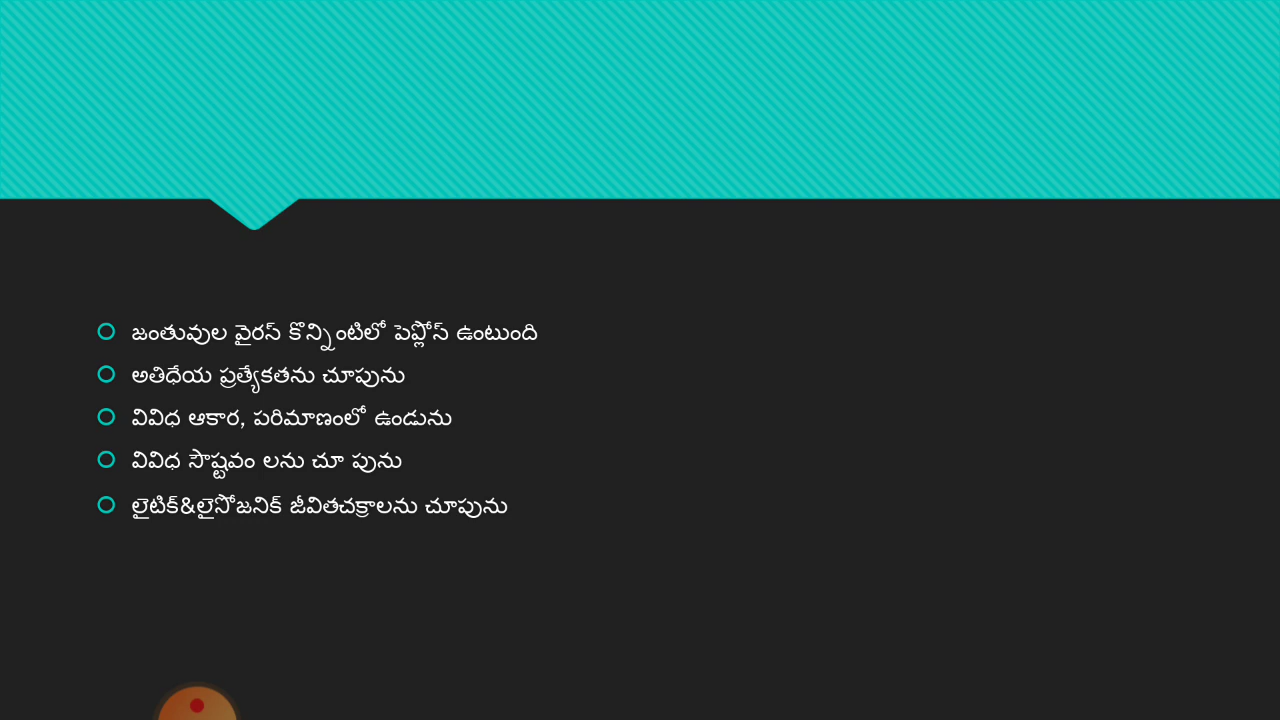 జంతువుల వైరస్ కొన్నింటిలో పెప్లోస్ ఉంటుంది
అతిధేయ ప్రత్యేకతను చూపును
వివిధ ఆకార, పరిమాణంలో ఉండును
వివిధ సౌష్టవం లను చూ పును
లైటిక్&లైసోజనిక్ జీవితచక్రాలను చూపును